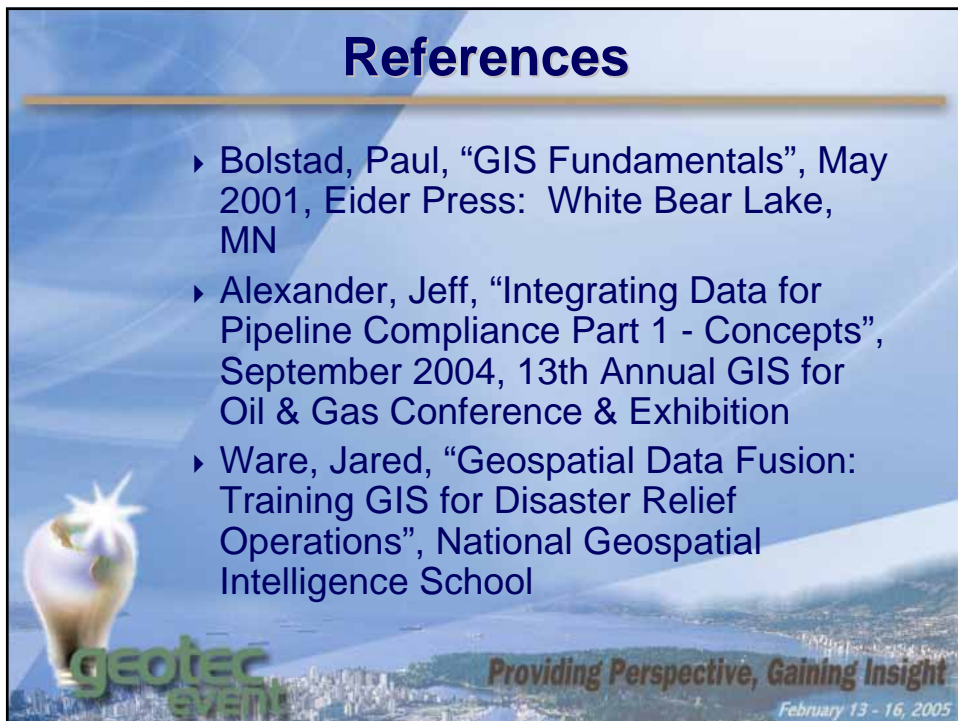 References
▸ Bolstad, Paul, “GIS Fundamentals”, May
2001, Eider Press:  White Bear Lake,
MN
▸ Alexander, Jeff, “Integrating Data for
Pipeline Compliance Part 1 - Concepts”,
September 2004, 13th Annual GIS for
Oil & Gas Conference & Exhibition
▸ Ware, Jared, “Geospatial Data Fusion:
Training GIS for Disaster Relief
Operations”, National Geospatial
Intelligence School
geotec
event
Providing Perspective, Gaining Insight
February 13 - 16, 2005